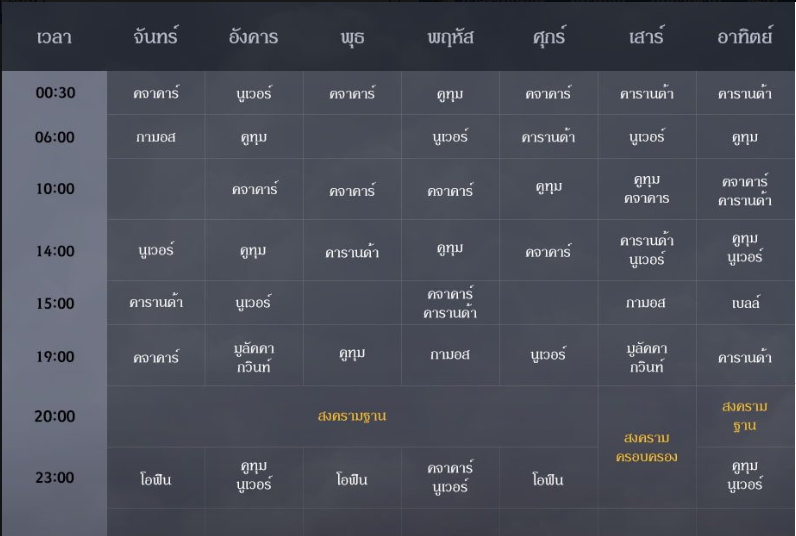 เวลา จันทร์ อังคาร พุธ พฤหัส ศุกร์ เสาร์ อาทิตย์
00:30 คจาคาร์ นูเวอร์ คจาคาร์ คูทุม คจาคาร์ คารานด้า คารานด้า
06:00 กามอส คูทุม นูเวอร์ คารานด้า นูเวอร์ คูทุม
10:00 คจาคาร์ คจาคาร์ คจาคาร์ คูทุม คูทุม คจาคาร์
คจาคาร คารานด้า
14:00 นูเวอร์ คูทุม คารานด้า คูทุม คจาคาร์ คารานด้า คูทุม
นูเวอร์ นูเวอร์
15:00 คารานด้า นูเวอร์ คจาคาร์ กามอส เบลล์
คารานด้า
19:00 คจาคาร์ มูลัคคา คูทุม กามอส นูเวอร์ มูลัคคา คารานด้า
กวินท์ กวินท์
20:00 สงครามฐาน สงคราม
ฐาน
สงคราม
ครอบครอง
23:00 โอฟิน คูทุม โอฟิน คจาคาร์ โอฟิน คูทุม
นูเวอร์ นูเวอร์ นูเวอร์